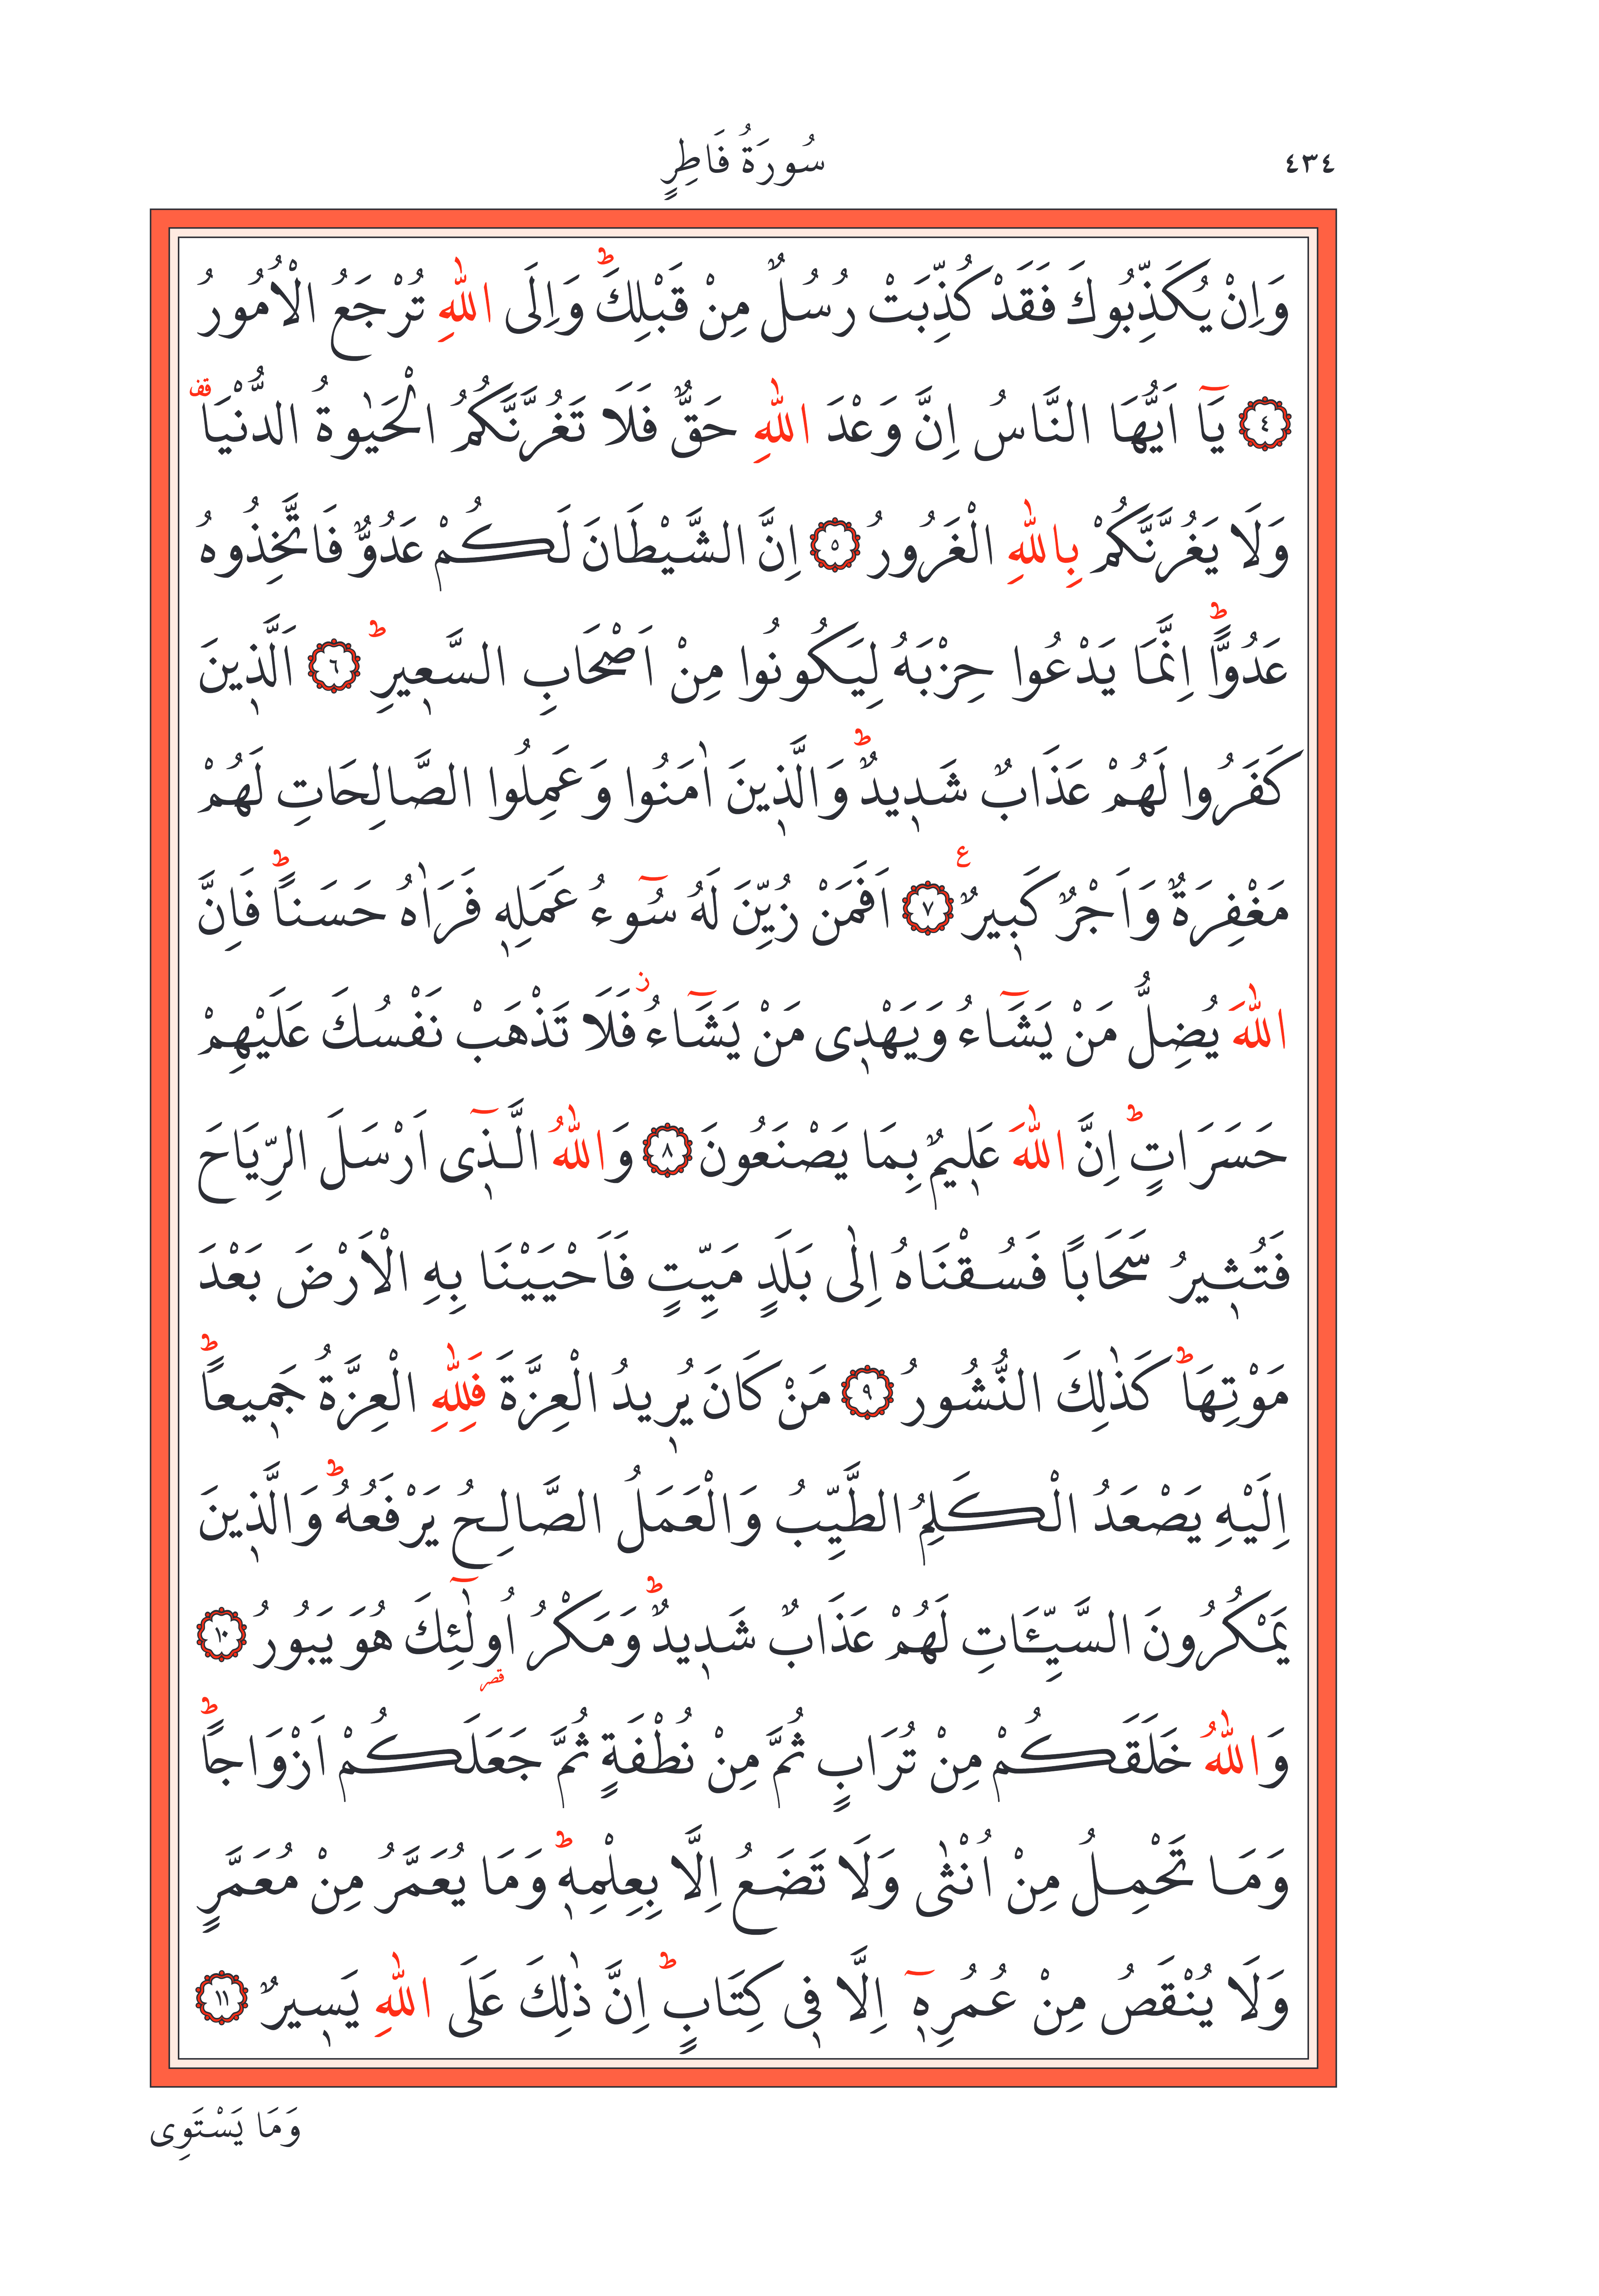 ٤٣٤ سُورَةُ فَاطِرٍ
وَاِنْ يُكَذِّبُوكَ فَقَدْ كُذِّبَتْ رُسُلٌ مِنْ قَبْلِكَۜ وَاِلَى اللّٰهِ تُرْجَعُ الْاُمُورُ
﴿٤﴾ يَٓا اَيُّهَا النَّاسُ اِنَّ وَعْدَ اللّٰهِ حَقٌّ فَلَا تَغُرَّنَّكُمُ الْحَيٰوةُ الدُّنْيَا۠
وَلَا يَغُرَّنَّكُمْ بِاللّٰهِ الْغَرُورُ ﴿٥﴾ اِنَّ الشَّيْطَانَ لَكُمْ عَدُوٌّ فَاتَّخِذُوهُ
عَدُوًّاۜ اِنَّمَا يَدْعُوا حِزْبَهُ لِيَكُونُوا مِنْ اَصْحَابِ السَّع۪يرِۜ ﴿٦﴾ اَلَّذ۪ينَ
كَفَرُوا لَهُمْ عَذَابٌ شَد۪يدٌۜ وَالَّذ۪ينَ اٰمَنُوا وَعَمِلُوا الصَّالِحَاتِ لَهُمْ
مَغْفِرَةٌ وَاَجْرٌ كَب۪يرٌ۟ ﴿٧﴾ اَفَمَنْ زُيِّنَ لَهُ سُٓوءُ عَمَلِه۪ فَرَاٰهُ حَسَناًۜ فَاِنَّ
اللّٰهَ يُضِلُّ مَنْ يَشَٓاءُ وَيَهْد۪ى مَنْ يَشَٓاءُۘ فَلَا تَذْهَبْ نَفْسُكَ عَلَيْهِمْ
حَسَرَاتٍۜ اِنَّ اللّٰهَ عَل۪يمٌ بِمَا يَصْنَعُونَ ﴿٨﴾ وَاللّٰهُ الَّذ۪ٓى اَرْسَلَ الرِّيَاحَ
فَتُث۪يرُ سَحَاباً فَسُقْنَاهُ اِلٰى بَلَدٍ مَيِّتٍ فَاَحْيَيْنَا بِهِ الْاَرْضَ بَعْدَ
مَوْتِهَاۜ كَذٰلِكَ النُّشُورُ ﴿٩﴾ مَنْ كَانَ يُر۪يدُ الْعِزَّةَ فَلِلّٰهِ الْعِزَّةُ جَم۪يعاًۜ
اِلَيْهِ يَصْعَدُ الْكَلِمُ الطَّيِّبُ وَالْعَمَلُ الصَّالِحُ يَرْفَعُهُۜ وَالَّذ۪ينَ
يَمْكُرُونَ السَّيِّـَٔاتِ لَهُمْ عَذَابٌ شَد۪يدٌۜ وَمَكْرُ اُو۬لٰٓئِكَ هُوَ يَبُورُ ﴿١٠﴾
وَاللّٰهُ خَلَقَكُمْ مِنْ تُرَابٍ ثُمَّ مِنْ نُطْفَةٍ ثُمَّ جَعَلَكُمْ اَزْوَاجاًۜ
وَمَا تَحْمِلُ مِنْ اُنْثٰى وَلَا تَضَعُ اِلَّا بِعِلْمِه۪ۜ وَمَا يُعَمَّرُ مِنْ مُعَمَّرٍ
وَلَا يُنْقَصُ مِنْ عُمُرِه۪ٓ اِلَّا ف۪ى كِتَابٍۜ اِنَّ ذٰلِكَ عَلَى اللّٰهِ يَس۪يرٌ ﴿١١﴾
وَمَا يَسْتَوِى